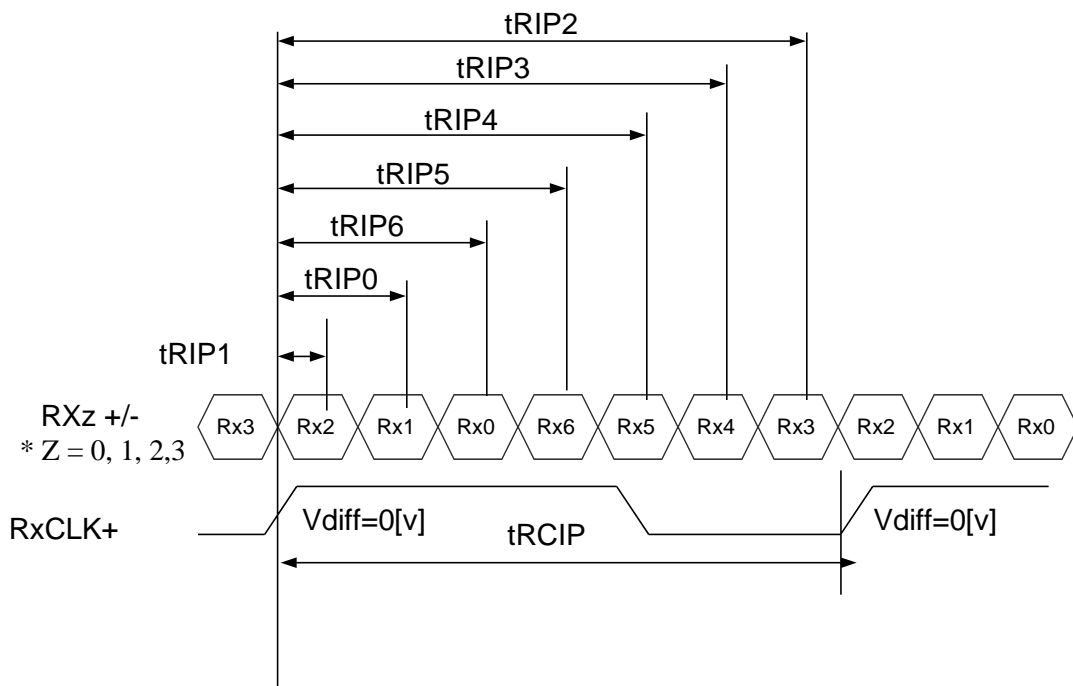 tRIP2
tRIP3
tRIP4
tRIP5
tRIP6
tRIP0
tRIP1
RXz +/-
* Z = 0, 1, 2,3
Rx3 Rx2 Rx1 Rx0 Rx6 Rx5 Rx4 Rx3 Rx2 Rx1 Rx0
RxCLK+
Vdiff=0[v] Vdiff=0[v]
tRCIP